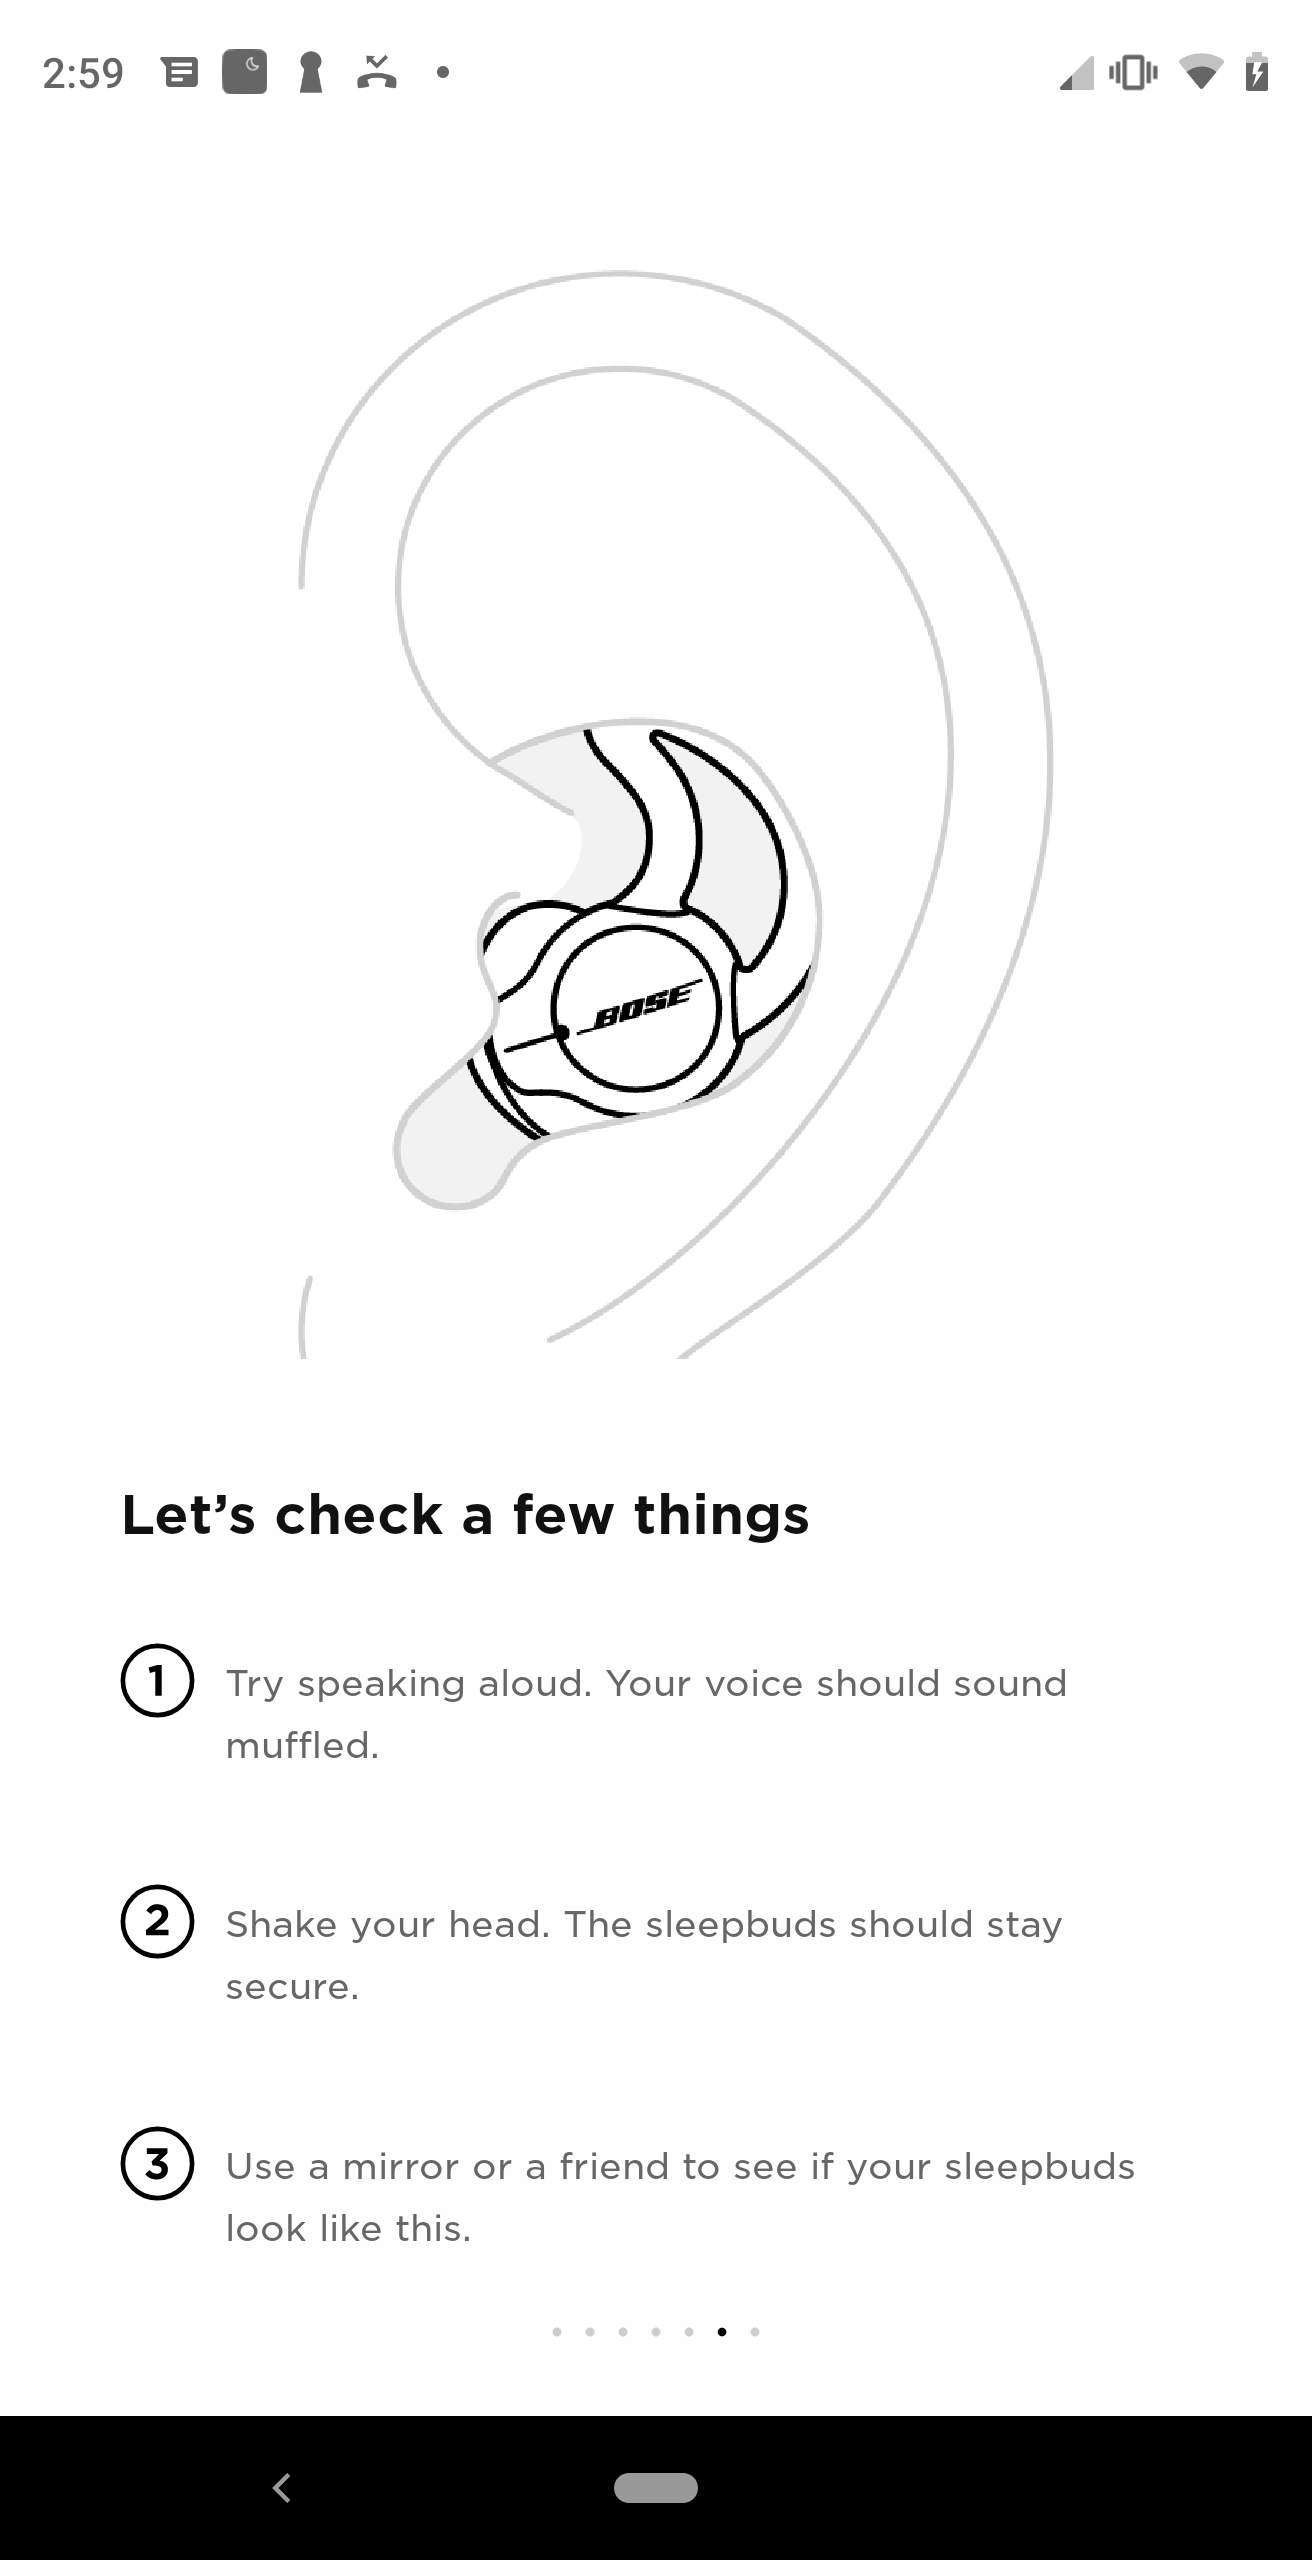 2:59
BOSE
Let’s check a few things
1 Try speaking aloud. Your voice should sound
muffled.
2 Shake your head. The sleepbuds should stay
secure.
3 Use a mirror or a friend to see if your sleepbuds
look like this.